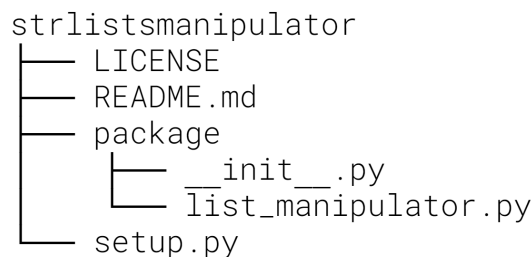 strlistsmanipulator
LICENSE
README.md
package
__init__.py
list_manipulator.py
setup.py